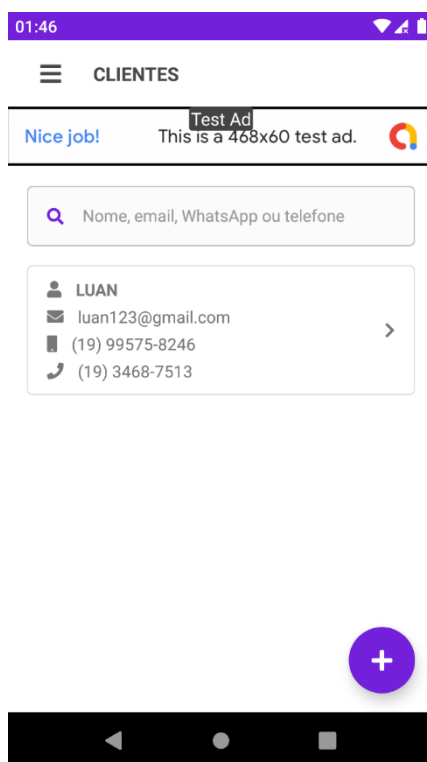 01:46
CLIENTES
Test Ad
Nice job! This is a 468x60 test ad.
Nome, email, WhatsApp ou telefone
LUAN
luan123@gmail.com
(19) 99575-8246
(19) 3468-7513